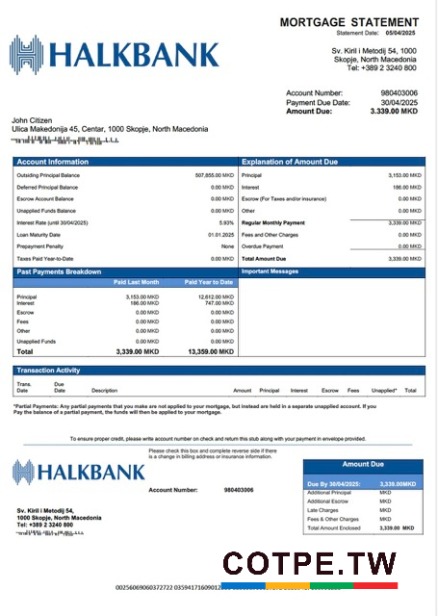 MORTGAGE STATEMENT
Statement Date: 05/04/2025
HALKBANK
Sv. Kiril i Metodij 54, 1000
Skopje, North Macedonia
Tel: +389 2 3240 800
Account Number: 980403006
Payment Due Date: 30/04/2025
Amount Due: 3.339.00 MKD
John Citizen
Ulica Makedonija 45, Centar, 1000 Skopje, North Macedonia
Account Information
Outstanding Principal Balance 507,855.00 MKD
Deferred Principal Balance 0.00 MKD
Escrow Account Balance 0.00 MKD
Unapplied Funds Balance 0.00 MKD
Interest Rate (until 30/04/2025) 5.93%
Loan Maturity Date 01.01.2025
Prepayment Penalty None
Taxes Paid Year-to-Date 0.00 MKD
Explanation of Amount Due
Principal 3,153.00 MKD
Interest 186.00 MKD
Escrow (For Taxes and/or Insurance) 0.00 MKD
Other 0.00 MKD
Regular Monthly Payment 3,339.00 MKD
Fees and Other Charges 0.00 MKD
Overdue Payment 0.00 MKD
Total Amount Due 3,339.00 MKD
Past Payments Breakdown
Paid Last Month Paid Year to Date
Principal 3,153.00 MKD 12,612.00 MKD
Interest 186.00 MKD 747.00 MKD
Escrow 0.00 MKD 0.00 MKD
Fees 0.00 MKD 0.00 MKD
Other 0.00 MKD 0.00 MKD
Unapplied Funds 0.00 MKD 0.00 MKD
Total 3,339.00 MKD 13,359.00 MKD
Important Messages
Transaction Activity
Trans. Date Due Date Description Amount Principal Interest Escrow Fees Unapplied* Total
*Partial Payments: Any partial payments that you make are not applied to your mortgage, but instead are held in a separate unapplied account. If you
Pay the balance of a partial payment, the funds will then be applied to your mortgage.
To ensure proper credit, please write account number on check and return this stub along with your payment in envelope provided.
Please check this box and complete reverse side if there
is a change in billing address or insurance information.
HALKBANK
Account Number: 980403006
Sv. Kiril i Metodij 54,
1000 Skopje, North Macedonia
Tel: +389 2 3240 800
Amount Due
Due By 30/04/2025: 3,339.00MKD
Additional Principal MKD
Additional Escrow MKD
Late Charges MKD
Fees & Other Charges MKD
Total Amount Enclosed 3,339.00 MKD
COTPE.TW